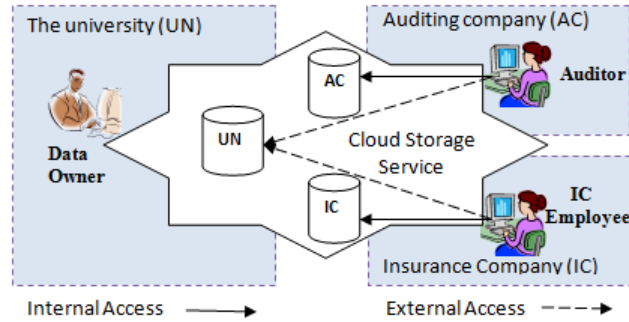 The university (UN)
Auditing company (AC)
AC
Auditor
UN
Cloud Storage
Service
Data
Owner
IC
IC
Employee
Insurance Company (IC)
Internal Access
External Access